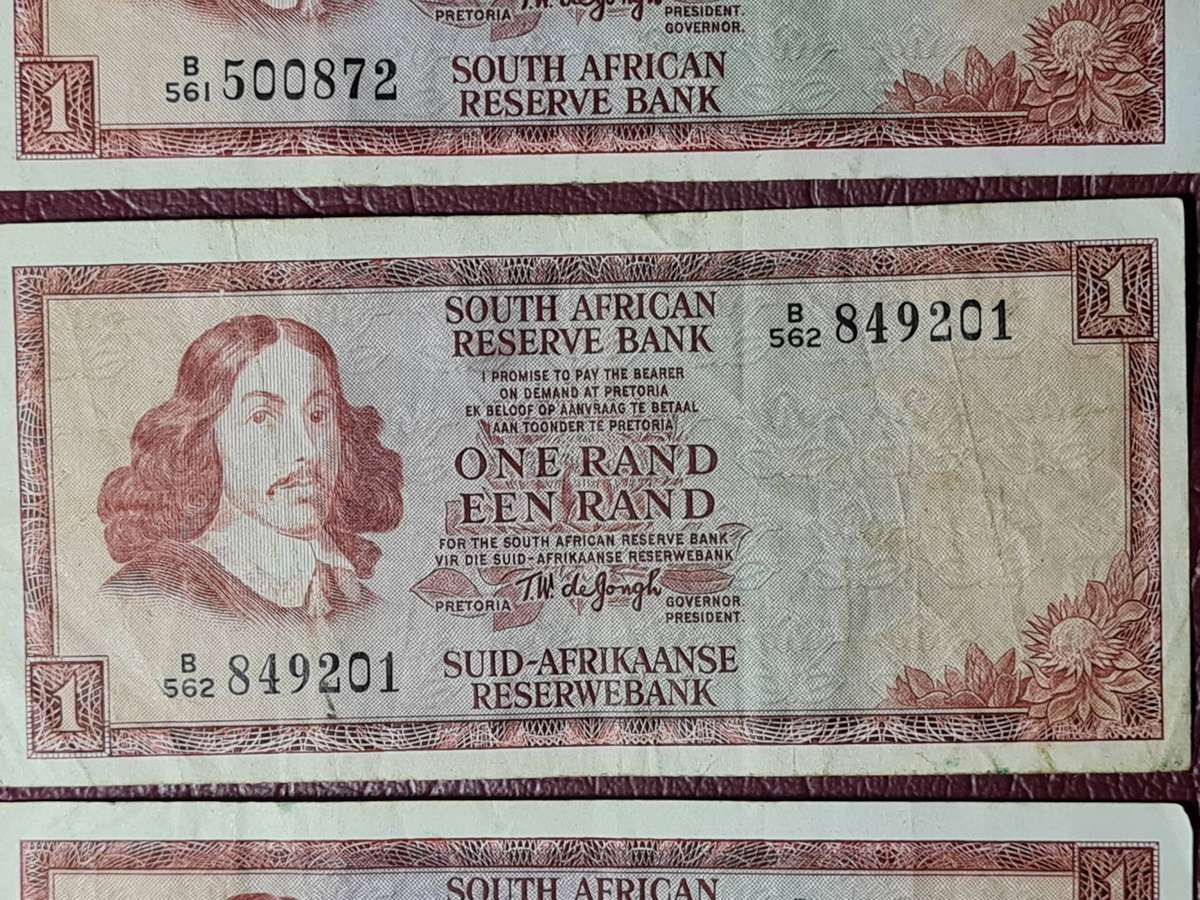 PRETORIA T.W. de Jongh PRESIDENT.
GOVERNOR.
1 B
561 500872
SOUTH AFRICAN
RESERVE BANK
SOUTH AFRICAN
RESERVE BANK
B
562 849201
1
I PROMISE TO PAY THE BEARER
ON DEMAND AT PRETORIA
EK BELOOF OP AANVRAAG TE BETAAL
AAN TOONDER TE PRETORIA
ONE RAND
EEN RAND
FOR THE SOUTH AFRICAN RESERVE BANK
VIR DIE SUID-AFRIKAANSE RESERWEBANK
PRETORIA T.W. de Jongh GOVERNOR.
PRESIDENT.
1
B
562 849201
SUID-AFRIKAANSE
RESERWEBANK
SOUTH AFRICAN
1